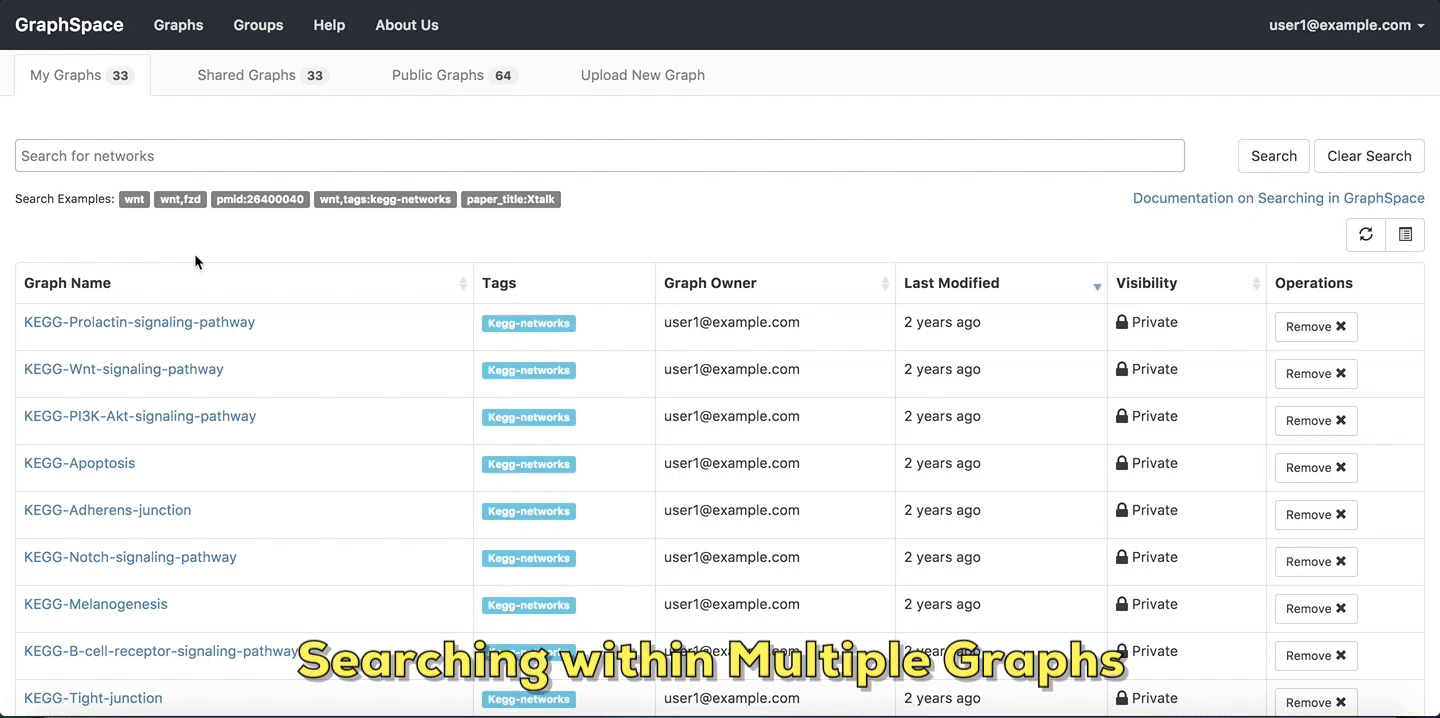 GraphSpace Graphs Groups Help About Us user1@example.com
My Graphs 33 Shared Graphs 33 Public Graphs 64 Upload New Graph
Search for networks Search Clear Search
Search Examples: wnt wnt,fzd pmid:26400040 wnt,tags:kegg-networks paper_title:Xtalk Documentation on Searching in GraphSpace
Graph Name Tags Graph Owner Last Modified Visibility Operations
KEGG-Prolactin-signaling-pathway Kegg-networks user1@example.com 2 years ago Private Remove
KEGG-Wnt-signaling-pathway Kegg-networks user1@example.com 2 years ago Private Remove
KEGG-PI3K-Akt-signaling-pathway Kegg-networks user1@example.com 2 years ago Private Remove
KEGG-Apoptosis Kegg-networks user1@example.com 2 years ago Private Remove
KEGG-Adherens-junction Kegg-networks user1@example.com 2 years ago Private Remove
KEGG-Notch-signaling-pathway Kegg-networks user1@example.com 2 years ago Private Remove
KEGG-Melanogenesis Kegg-networks user1@example.com 2 years ago Private Remove
KEGG-B-cell-receptor-signaling-pathway Private Remove
Searching within Multiple Graphs
KEGG-Tight-junction Kegg-networks user1@example.com 2 years ago Private Remove